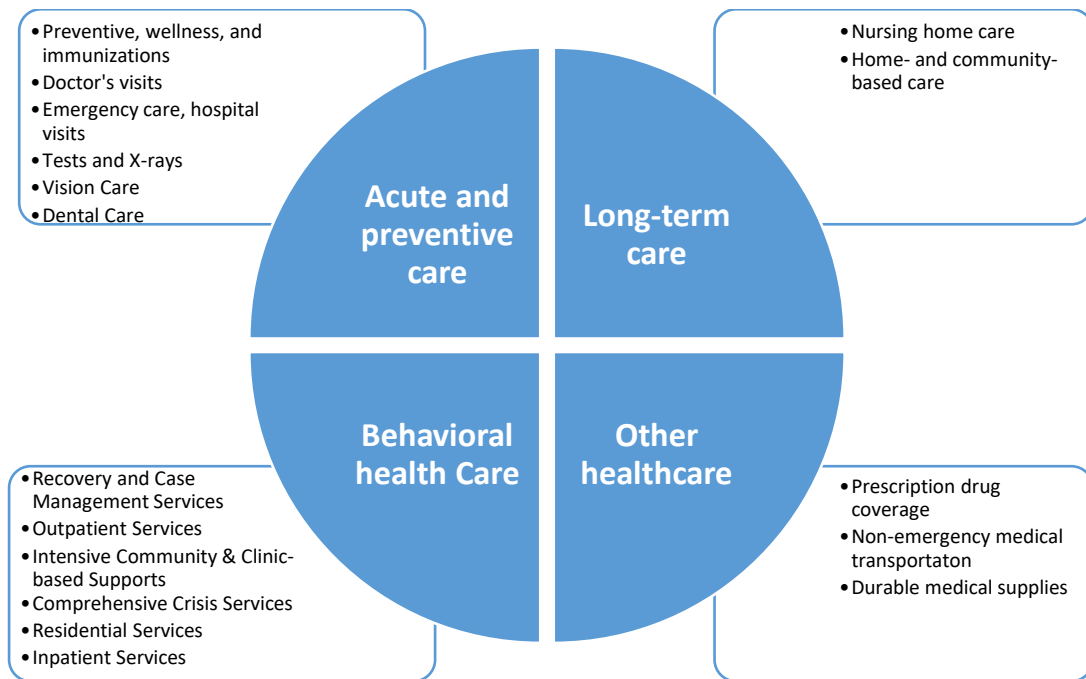 •Preventive, wellness, and
immunizations
•Doctor's visits
•Emergency care, hospital
visits
•Tests and X-rays
•Vision Care
•Dental Care
•Nursing home care
•Home- and community-
based care
Acute and
preventive
care
Long-term
care
Behavioral
health Care
Other
healthcare
•Recovery and Case
Management Services
•Outpatient Services
•Intensive Community & Clinic-
based Supports
•Comprehensive Crisis Services
•Residential Services
•Inpatient Services
•Prescription drug
coverage
•Non-emergency medical
transportaton
•Durable medical supplies